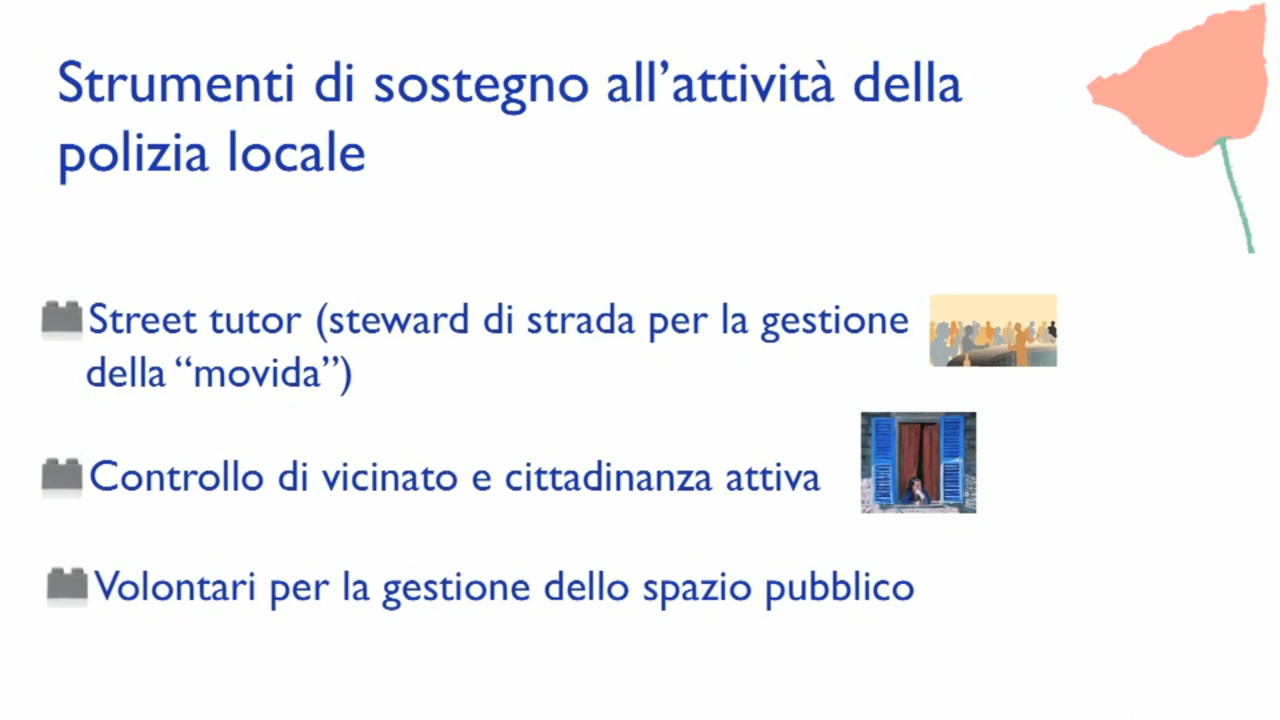 Strumenti di sostegno all’attività della
polizia locale
Street tutor (steward di strada per la gestione
della “movida”)
Controllo di vicinato e cittadinanza attiva
Volontari per la gestione dello spazio pubblico